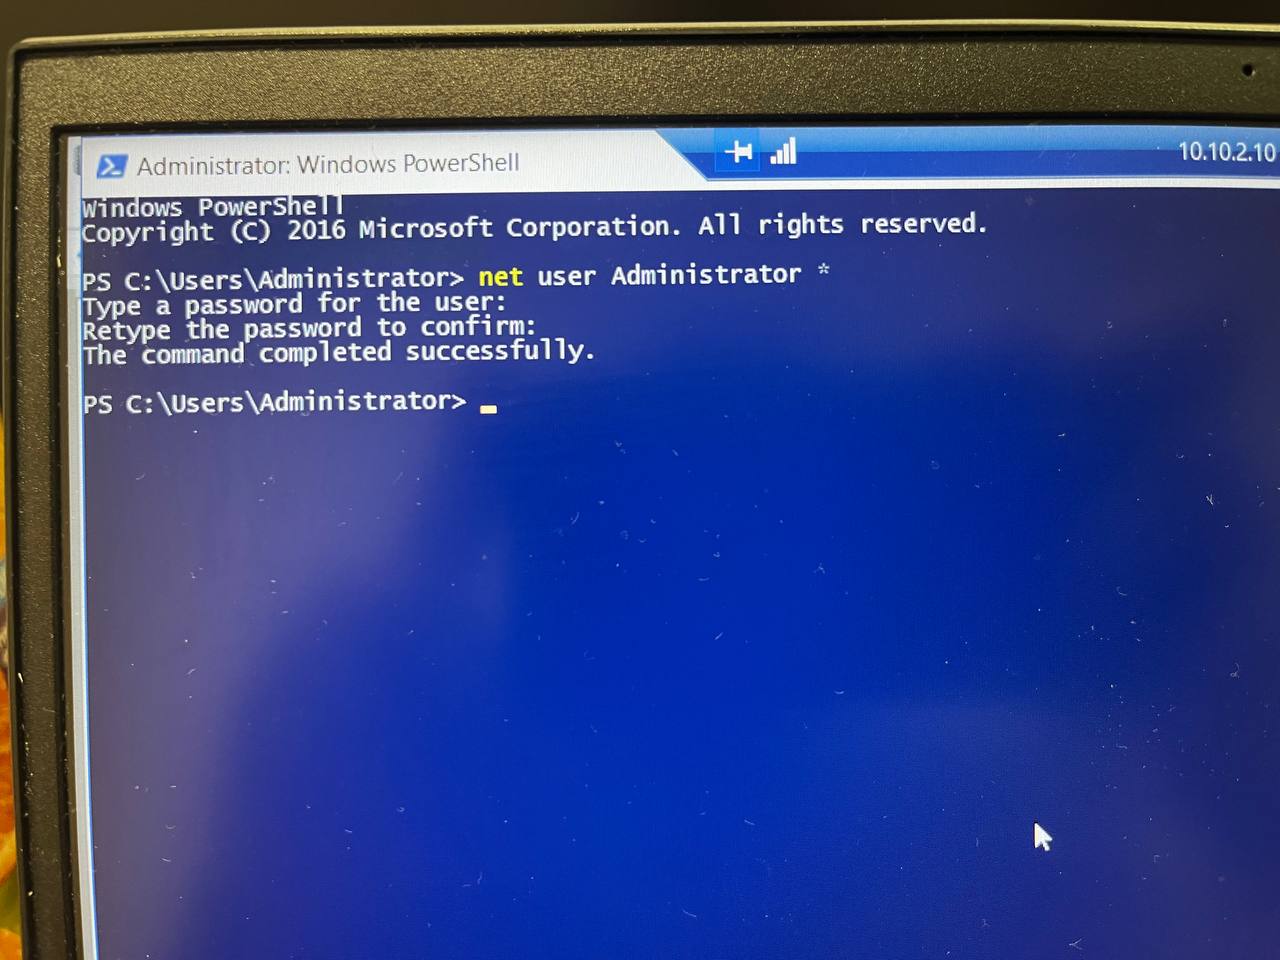 Administrator: Windows PowerShell
10.10.2.10
Windows PowerShell
Copyright (C) 2016 Microsoft Corporation. All rights reserved.
PS C:\Users\Administrator> net user Administrator *
Type a password for the user:
Retype the password to confirm:
The command completed successfully.
PS C:\Users\Administrator>